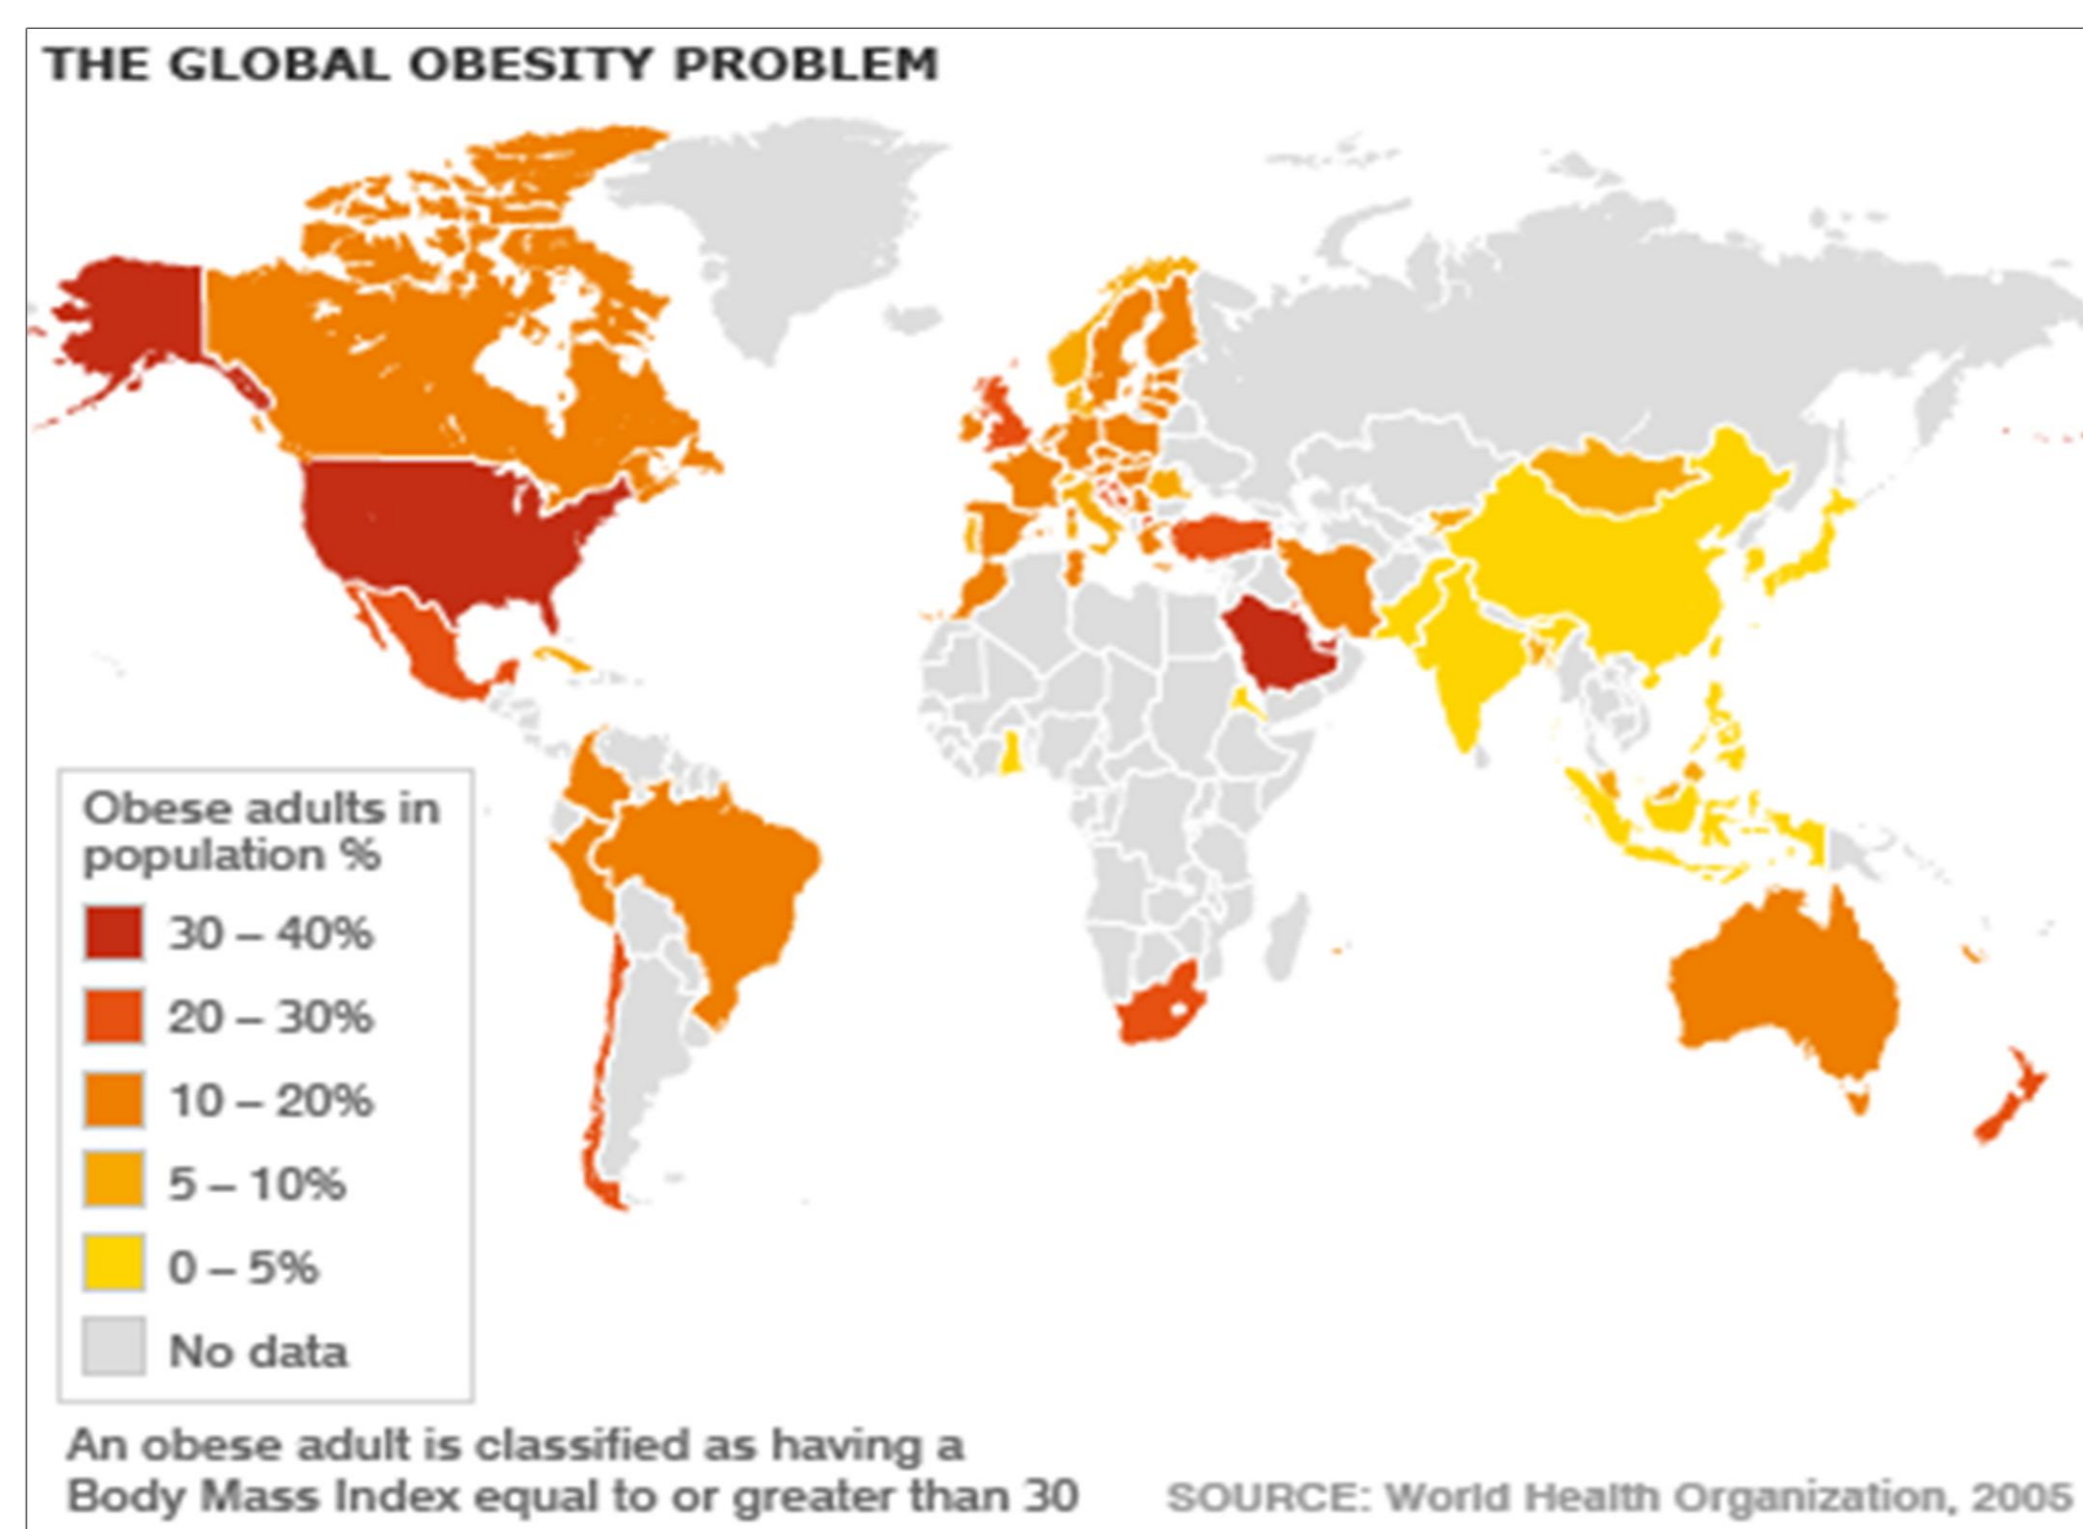 THE GLOBAL OBESITY PROBLEM
Obese adults in
population %
30 – 40%
20 – 30%
10 – 20%
5 – 10%
0 – 5%
No data
An obese adult is classified as having a
Body Mass Index equal to or greater than 30
SOURCE: World Health Organization, 2005